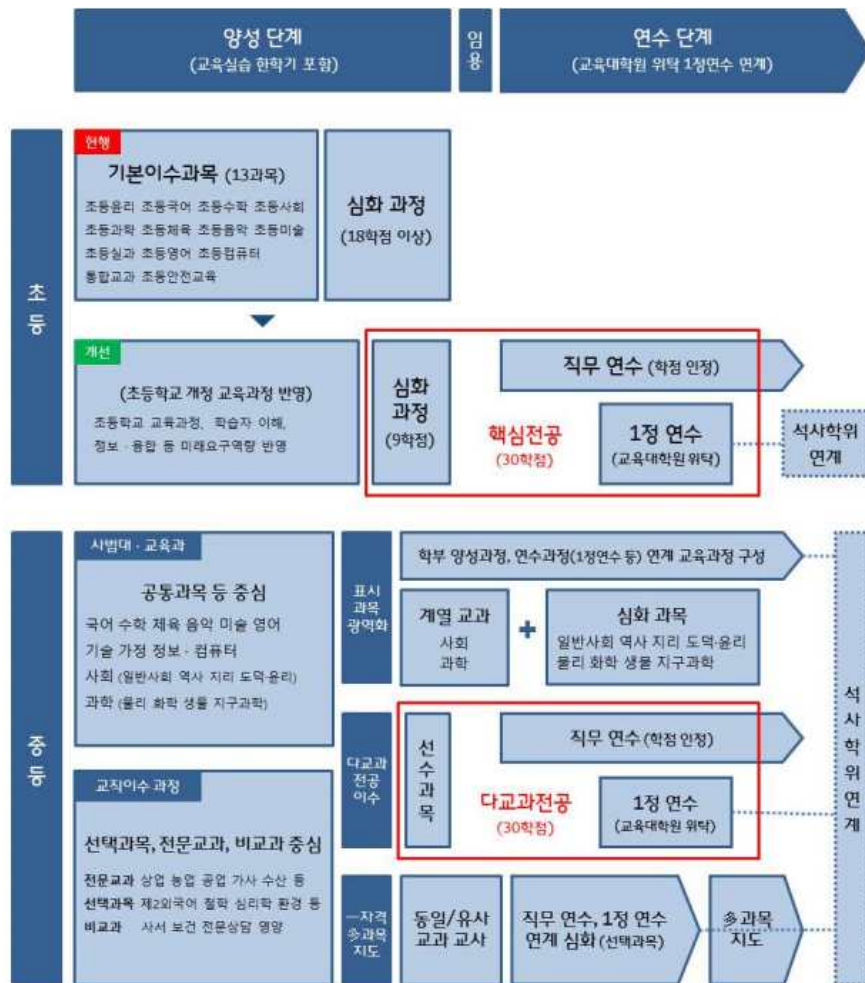 양성 단계
(교육실습 한학기 포함)
임용
연수 단계
(교육대학원 위탁 1정연수 연계)
초등
현행
기본이수과목 (13과목)
초등윤리 초등국어 초등수학 초등사회
초등과학 초등체육 초등음악 초등미술
초등실과 초등영어 초등컴퓨터
통합교과 초등안전교육
심화 과정
(18학점 이상)
개선
(초등학교 개정 교육과정 반영)
초등학교 교육과정, 학습자 이해,
정보·융합 등 미래요구역량 반영
심화
과정
(9학점)
핵심전공
(30학점)
직무 연수 (학점 인정)
1정 연수
(교육대학원 위탁)
석사학위
연계
중등
사범대·교육과
공통과목 등 중심
국어 수학 체육 음악 미술 영어
기술 가정 정보·컴퓨터
사회 (일반사회 역사 지리 도덕·윤리)
과학 (물리 화학 생물 지구과학)
교직이수 과정
선택과목, 전문교과, 비교과 중심
전문교과 상업 농업 공업 가사 수산 등
선택과목 제2외국어 철학 심리학 환경 등
비교과 사서 보건 전문상담 영양
표시
과목
광역화
학부 양성과정, 연수과정(1정연수 등) 연계 교육과정 구성
계열 교과
사회
과학
+
심화 과목
일반사회 역사 지리 도덕·윤리
물리 화학 생물 지구과학
다교과
전공
이수
선수과목
다교과전공
(30학점)
직무 연수 (학점 인정)
1정 연수
(교육대학원 위탁)
一자격
多과목
지도
동일/유사
교과 교사
직무 연수, 1정 연수
연계 심화 (선택과목)
多과목
지도
석사학위연계